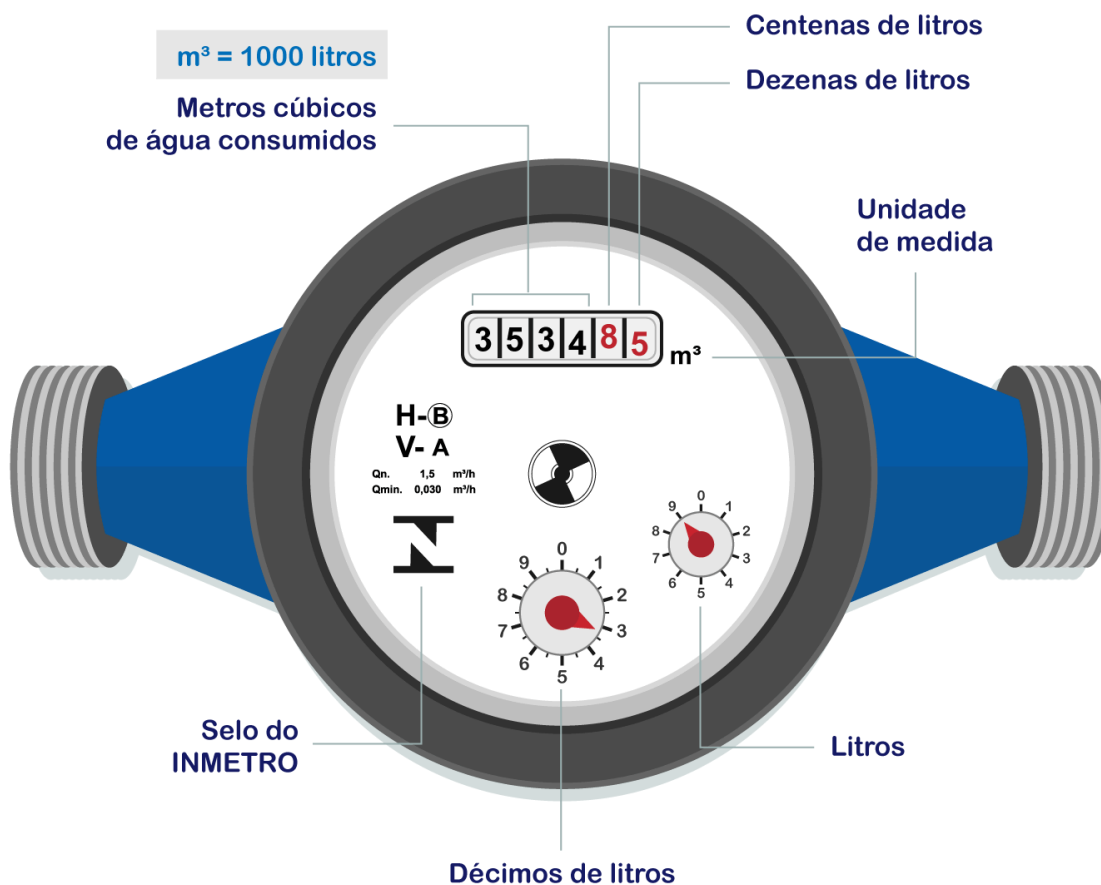 Centenas de litros
m³ = 1000 litros
Dezenas de litros
Metros cúbicos
de água consumidos
Unidade
de medida
3 5 3 4 8 5 m³
H-B
V- A
Qn. 1,5 m³/h
Qmin. 0,030 m³/h
0
1
2
3
4
5
6
7
8
9
0
1
2
3
4
5
6
7
8
9
Selo do
INMETRO
Litros
Décimos de litros